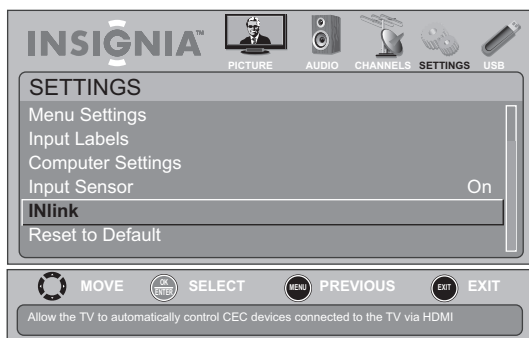 INSIGNIA™
PICTURE AUDIO CHANNELS SETTINGS USB
SETTINGS
Menu Settings
Input Labels
Computer Settings
Input Sensor On
INlink
Reset to Default
MOVE OK ENTER SELECT MENU PREVIOUS EXIT EXIT
Allow the TV to automatically control CEC devices connected to the TV via HDMI